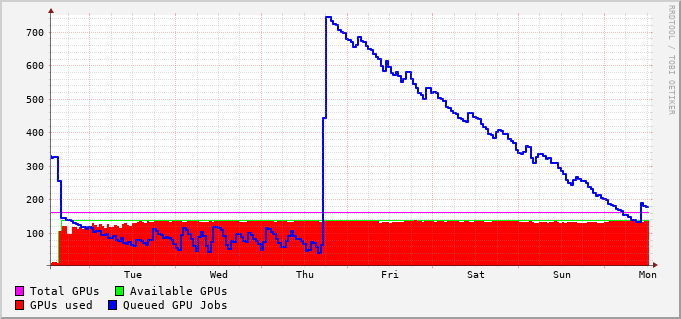 RRDTOOL / TOBI OETIKER
700
600
500
400
300
200
100
Tue Wed Thu Fri Sat Sun Mon
Total GPUs Available GPUs
GPUs used Queued GPU Jobs